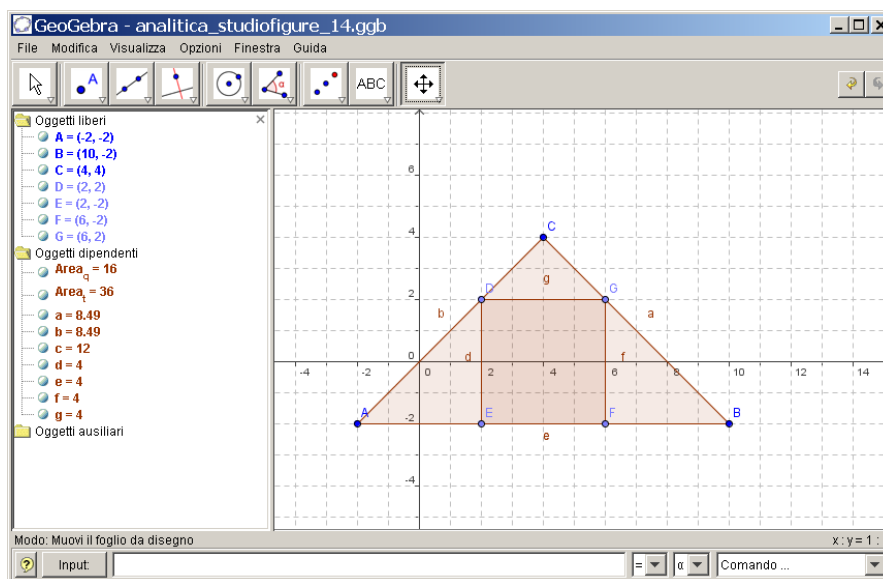 GeoGebra - analitica_studiofigure_14.ggb
File Modifica Visualizza Opzioni Finestra Guida
A
α
ABC
Oggetti liberi
A = (-2, -2)
B = (10, -2)
C = (4, 4)
D = (2, 2)
E = (2, -2)
F = (6, -2)
G = (6, 2)
Oggetti dipendenti
Area_q = 16
Area_t = 36
a = 8.49
b = 8.49
c = 12
d = 4
e = 4
f = 4
g = 4
Oggetti ausiliari
6
C
4
g
D
G
2
b
a
0
d
f
-4 -2 0 2 4 6 8 10 12 14
A
E
F
B
-2
e
-4
Modo: Muovi il foglio da disegno
x : y = 1 :
? Input: = α Comando ...